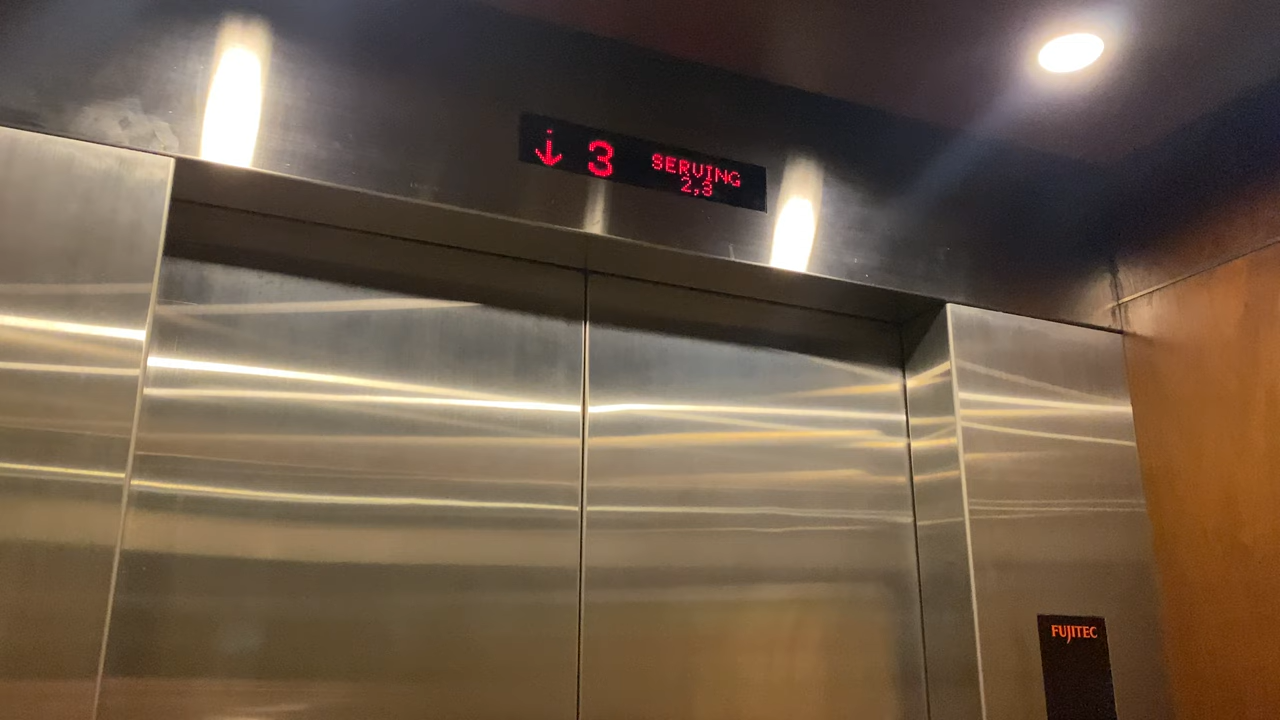 ↓ 3 SERVING
2,3
FUJITEC